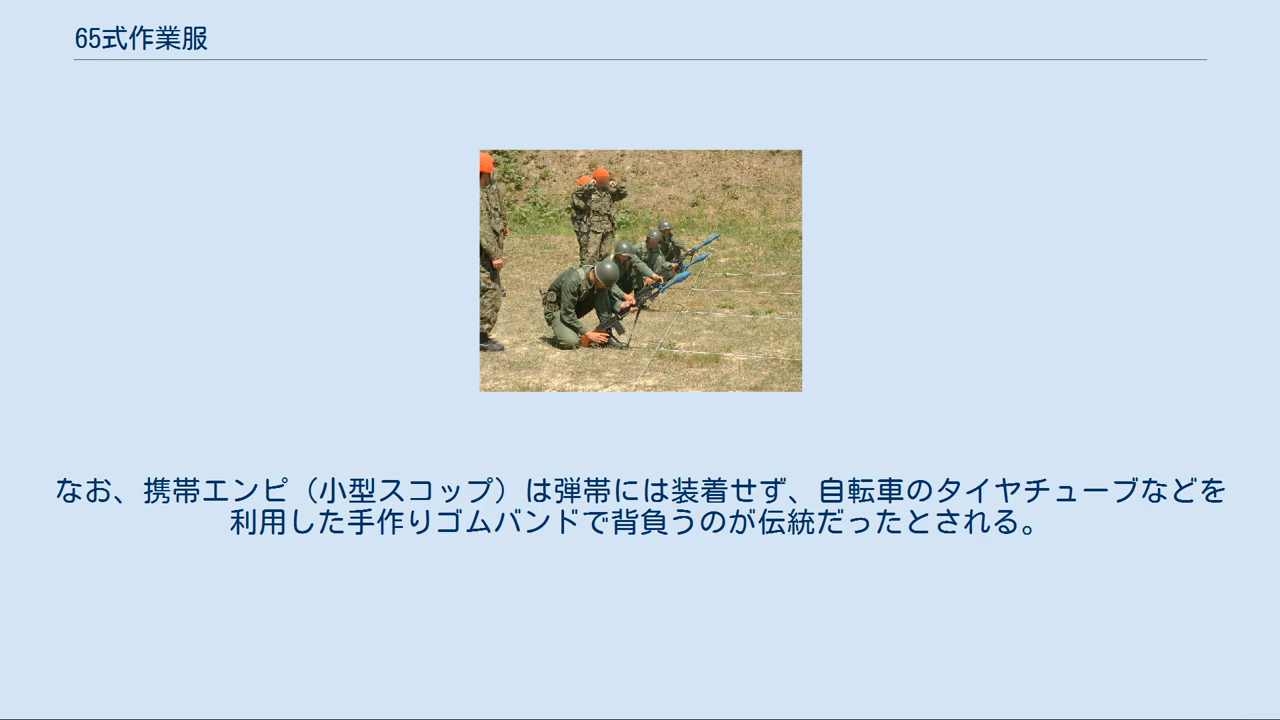 65式作業服
なお、携帯エンピ（小型スコップ）は弾帯には装着せず、自転車のタイヤチューブなどを
利用した手作りゴムバンドで背負うのが伝統だったとされる。